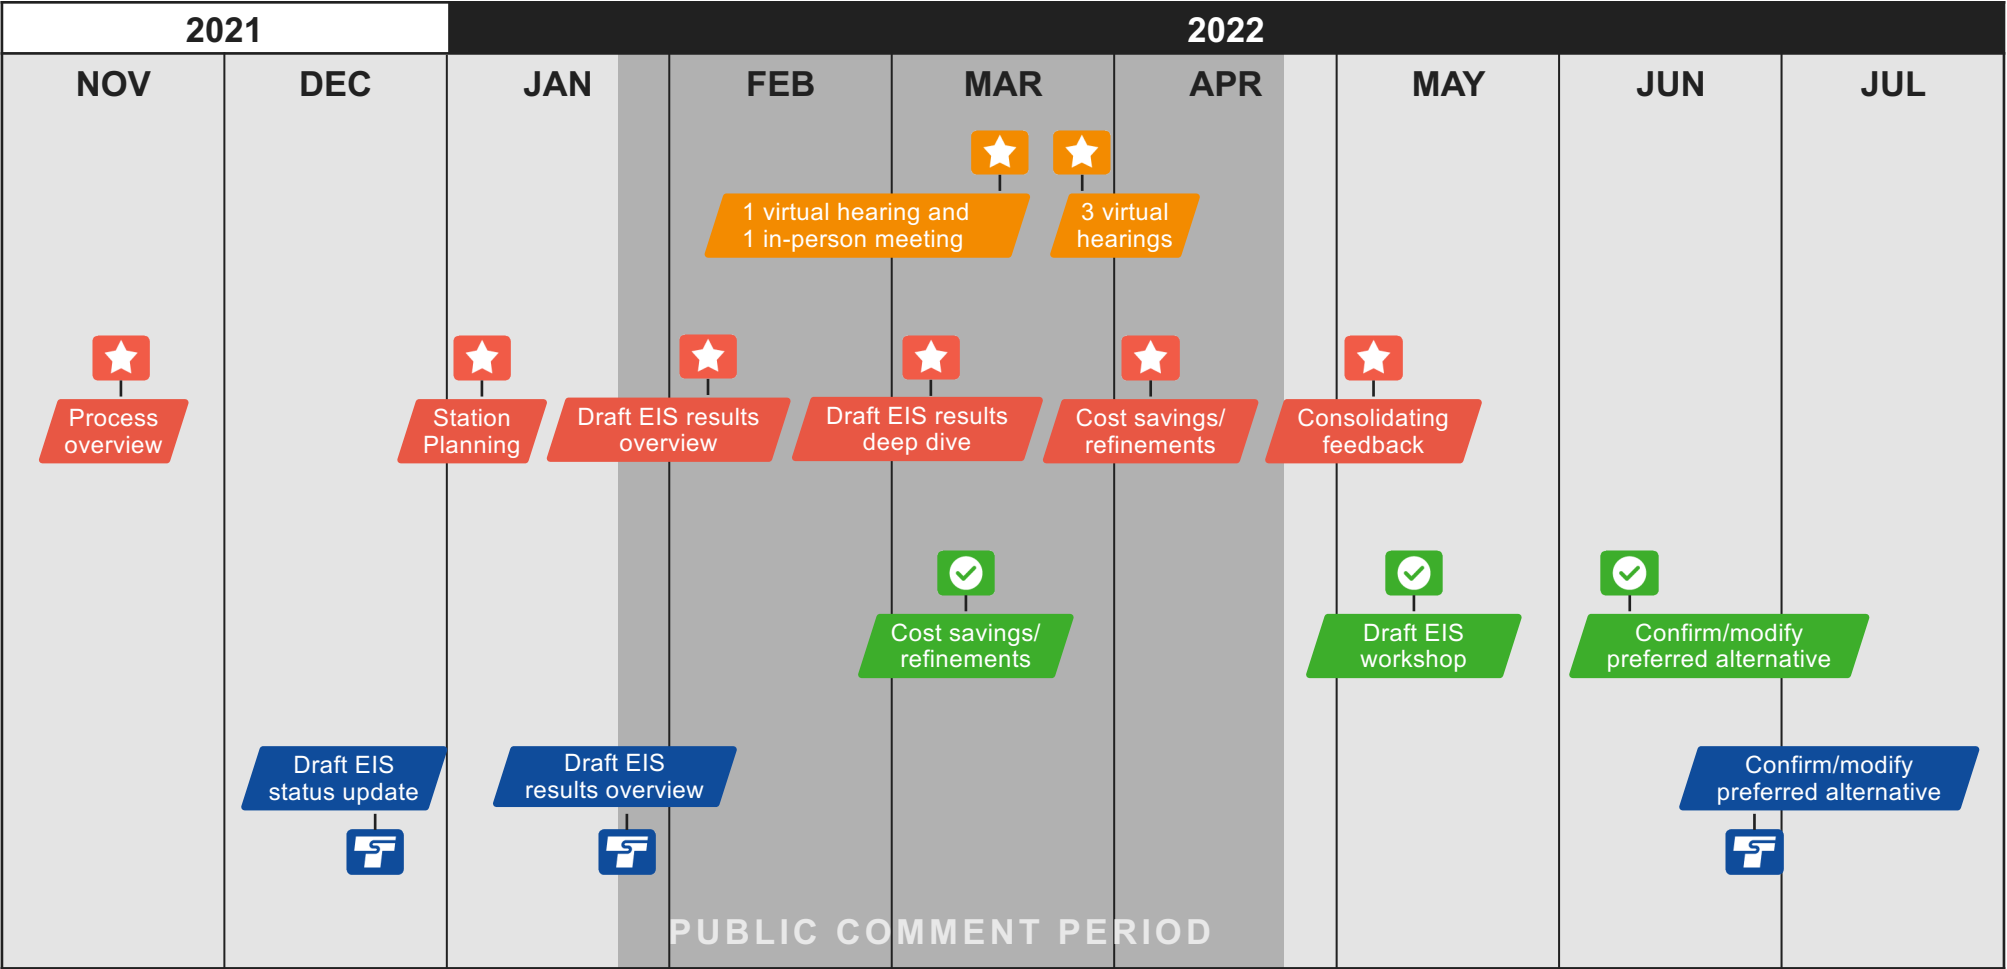 2021
2022
NOV
DEC
JAN
FEB
MAR
APR
MAY
JUN
JUL
1 virtual hearing and
1 in-person meeting
3 virtual
hearings
Process
overview
Station
Planning
Draft EIS results
overview
Draft EIS results
deep dive
Cost savings/
refinements
Consolidating
feedback
Cost savings/
refinements
Draft EIS
workshop
Confirm/modify
preferred alternative
Draft EIS
status update
Draft EIS
results overview
Confirm/modify
preferred alternative
PUBLIC COMMENT PERIOD